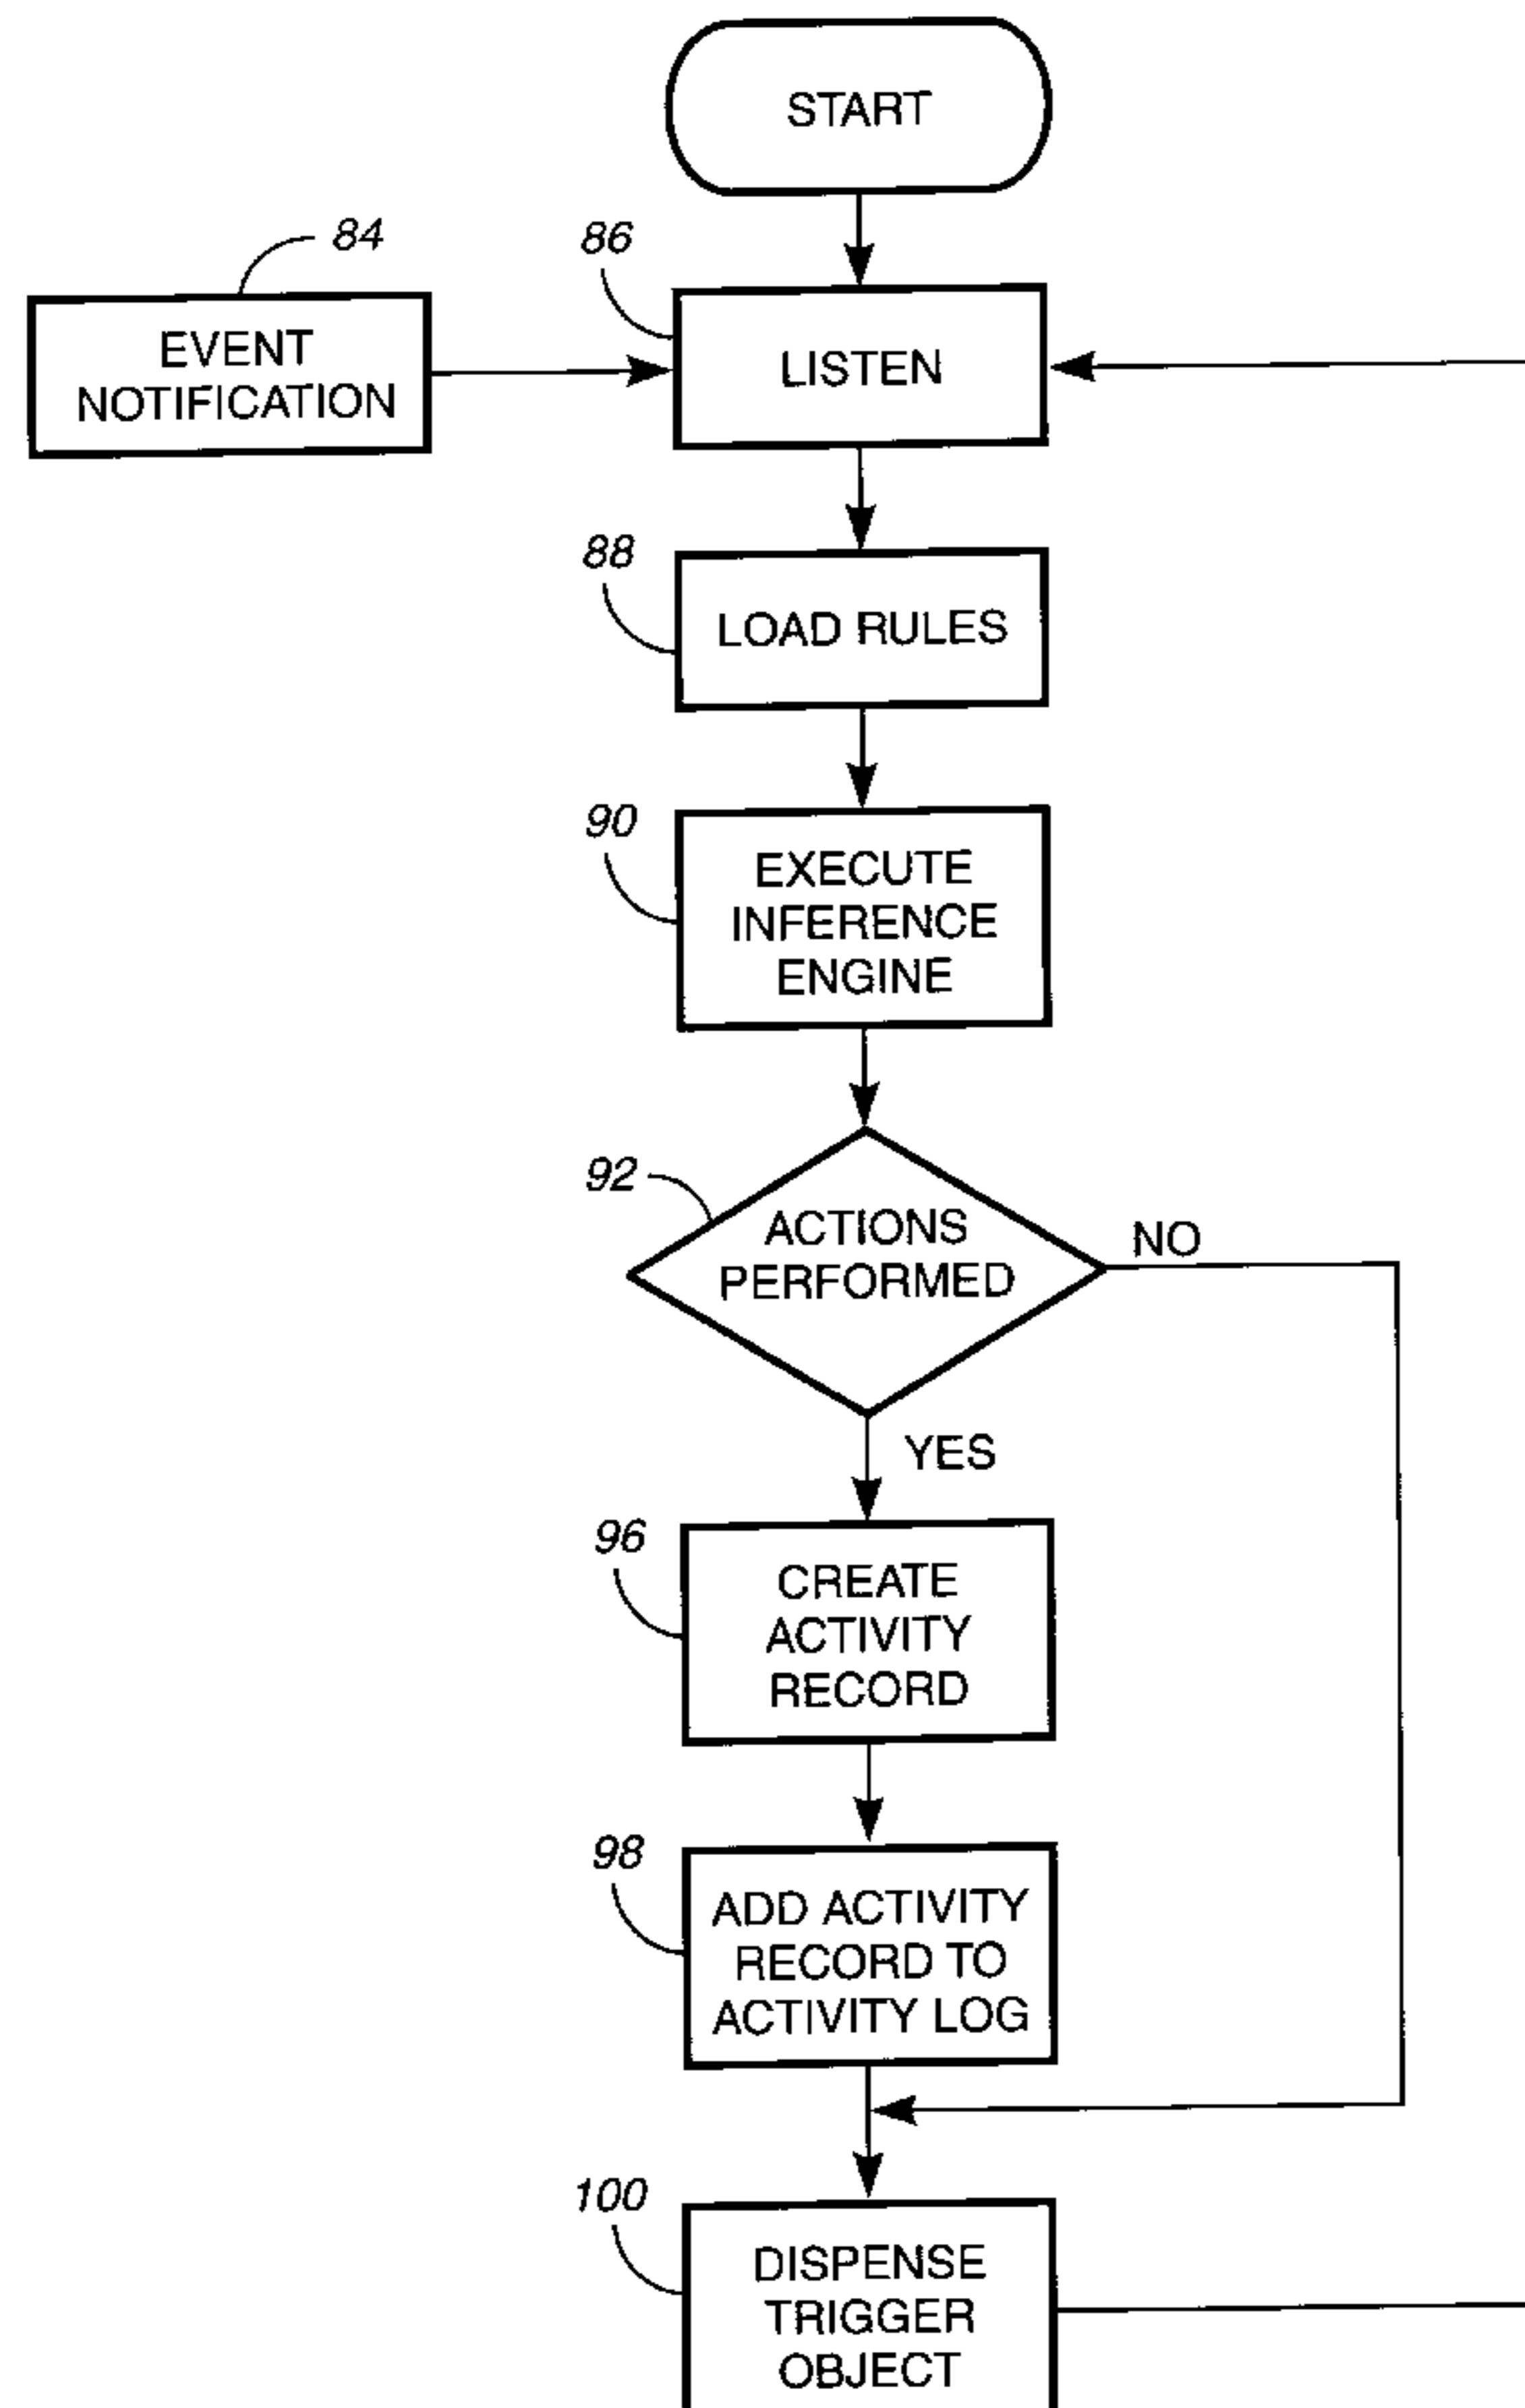 START
84
86
EVENT
NOTIFICATION
LISTEN
88
LOAD RULES
90
EXECUTE
INFERENCE
ENGINE
92
ACTIONS
PERFORMED
NO
YES
96
CREATE
ACTIVITY
RECORD
98
ADD ACTIVITY
RECORD TO
ACTIVITY LOG
100
DISPENSE
TRIGGER
OBJECT